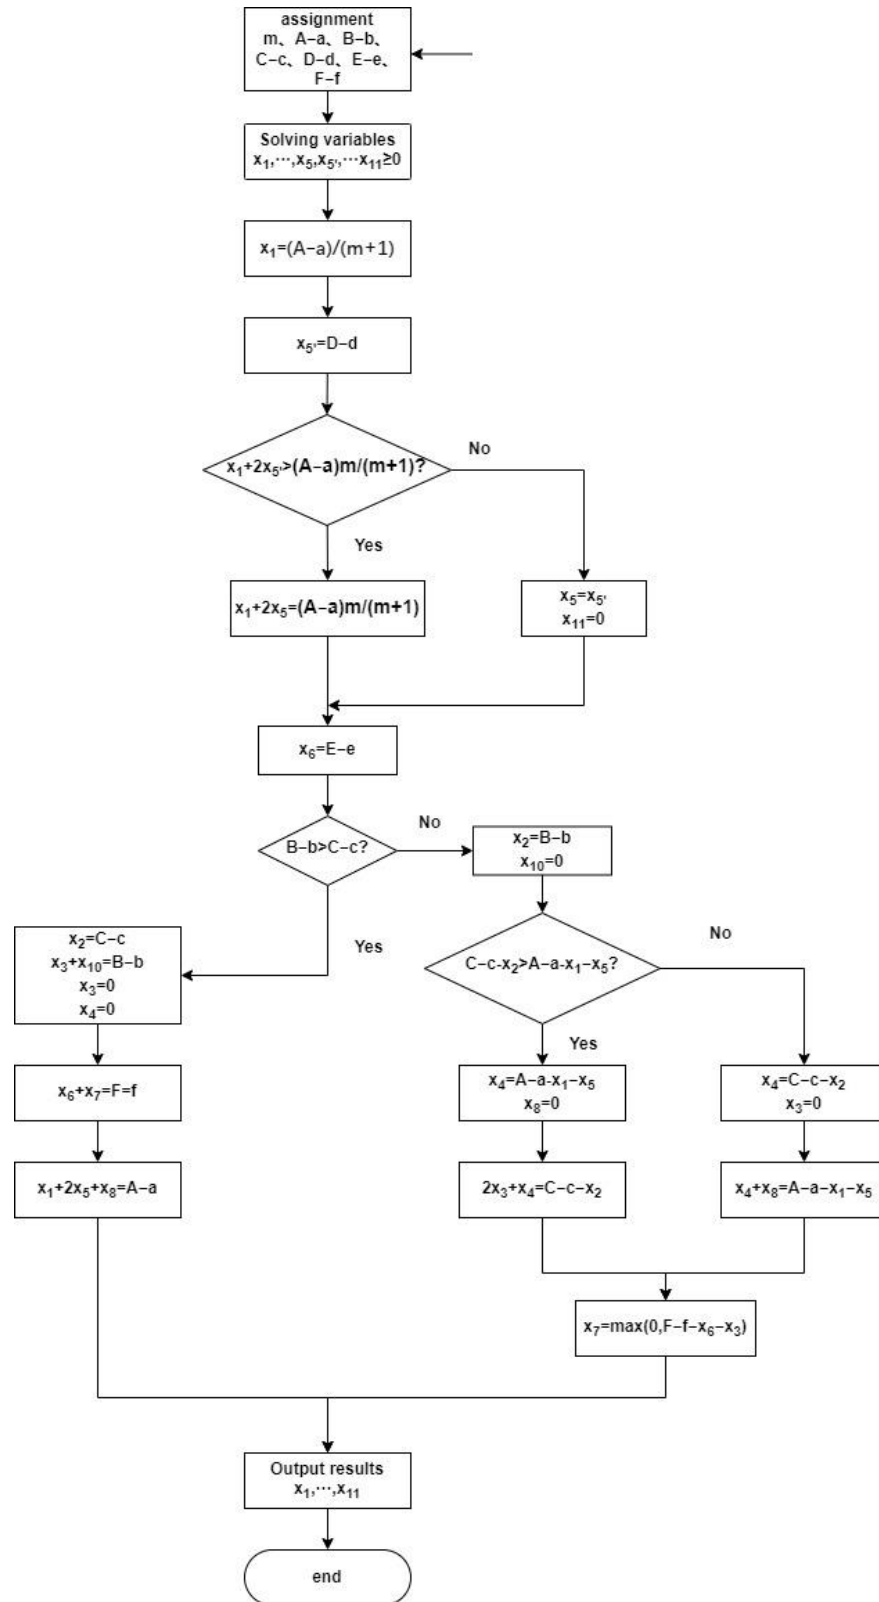 assignment
m、A−a、B−b、
C−c、D−d、E−e、
F−f
Solving variables
x₁,⋯,x₅,x₅',⋯x₁₁≥0
x₁=(A−a)/(m+1)
x₅'=D−d
x₁+2x₅'>(A−a)m/(m+1)?
No
Yes
x₁+2x₅=(A−a)m/(m+1)
x₅=x₅'
x₁₁=0
x₆=E−e
B−b>C−c?
No
x₂=B−b
x₁₀=0
Yes
x₂=C−c
x₃+x₁₀=B−b
x₃=0
x₄=0
C−c-x₂>A−a-x₁−x₅?
No
Yes
x₆+x₇=F=f
x₄=A−a-x₁−x₅
x₈=0
x₄=C−c−x₂
x₃=0
x₁+2x₅+x₈=A−a
2x₃+x₄=C−c−x₂
x₄+x₈=A−a−x₁−x₅
x₇=max(0,F−f−x₆−x₃)
Output results
x₁,⋯,x₁₁
end